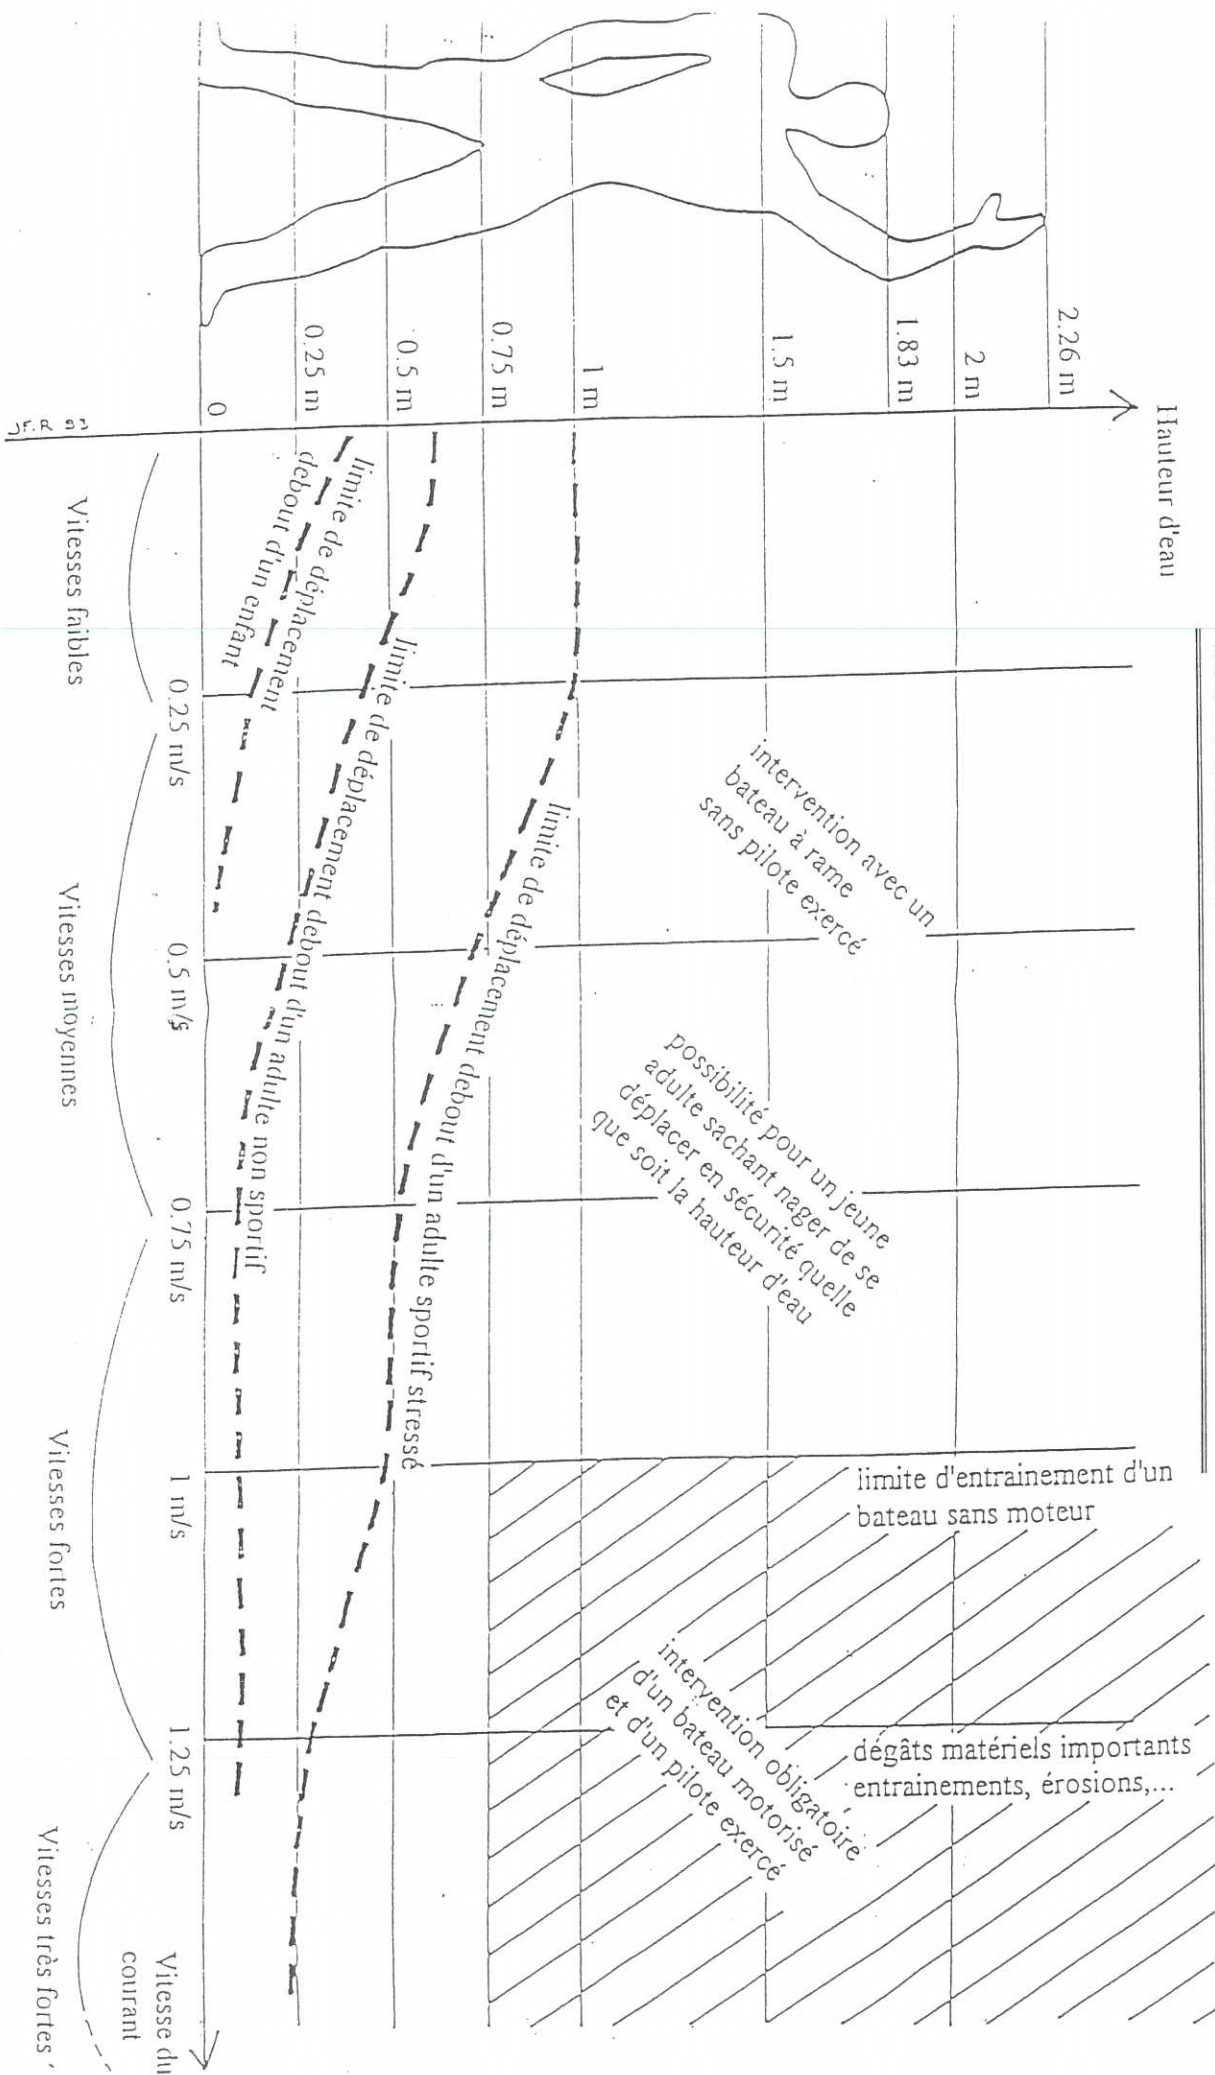 Hauteur d'eau
2.26 m
2 m
1.83 m
1.5 m
1 m
0.75 m
0.5 m
0.25 m
0
JF.R 93
limite de déplacement
debout d'un enfant
limite de déplacement debout d'un adulte non sportif
limite de déplacement debout d'un adulte sportif stressé
intervention avec un
bateau à rame
sans pilote exercé
possibilité pour un jeune
adulte sachant nager de se
déplacer en sécurité quelle
que soit la hauteur d'eau
limite d'entrainement d'un
bateau sans moteur
intervention obligatoire
d'un bateau motorisé
et d'un pilote exercé
dégâts matériels importants
entrainements, érosions,...
0.25 m/s
0.5 m/s
0.75 m/s
1 m/s
1.25 m/s
Vitesse du
courant
Vitesses faibles
Vitesses moyennes
Vitesses fortes
Vitesses très fortes